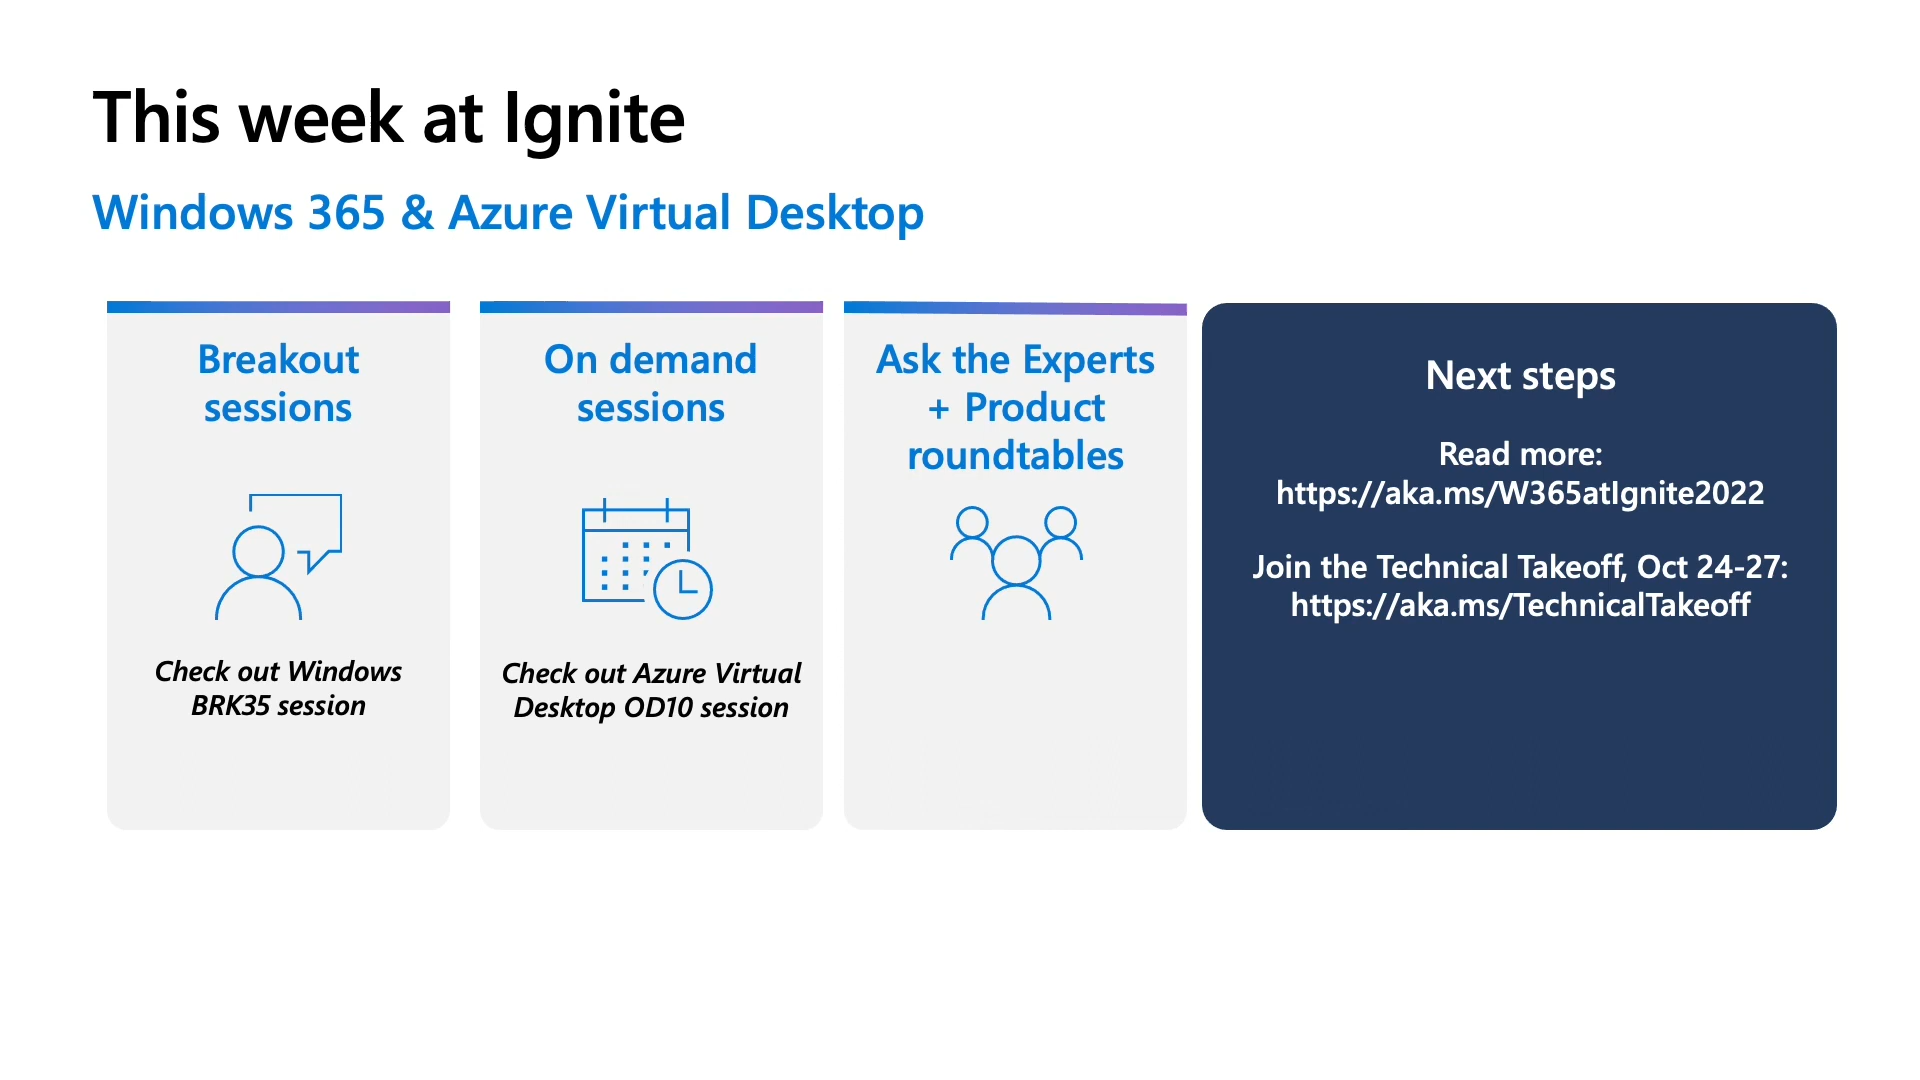 This week at Ignite
Windows 365 & Azure Virtual Desktop
Breakout
sessions
Check out Windows
BRK35 session
On demand
sessions
Check out Azure Virtual
Desktop OD10 session
Ask the Experts
+ Product
roundtables
Next steps
Read more:
https://aka.ms/W365atIgnite2022
Join the Technical Takeoff, Oct 24-27:
https://aka.ms/TechnicalTakeoff